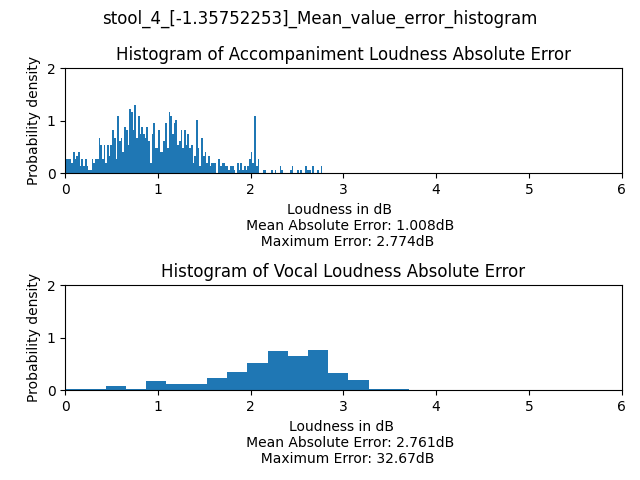 stool_4_[-1.35752253]_Mean_value_error_histogram
Histogram of Accompaniment Loudness Absolute Error
Probability density
2
1
0
0 1 2 3 4 5 6
Loudness in dB
Mean Absolute Error: 1.008dB
Maximum Error: 2.774dB
Histogram of Vocal Loudness Absolute Error
Probability density
2
1
0
0 1 2 3 4 5 6
Loudness in dB
Mean Absolute Error: 2.761dB
Maximum Error: 32.67dB